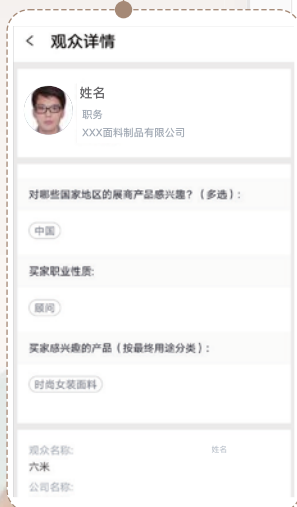 观众详情
姓名
职务
XXX面料制品有限公司
对哪些国家地区的展商产品感兴趣？（多选）:
中国
买家职业性质:
顾问
买家感兴趣的产品（按最终用途分类）:
时尚女装面料
观众名称: 姓名
六米
公司名称: